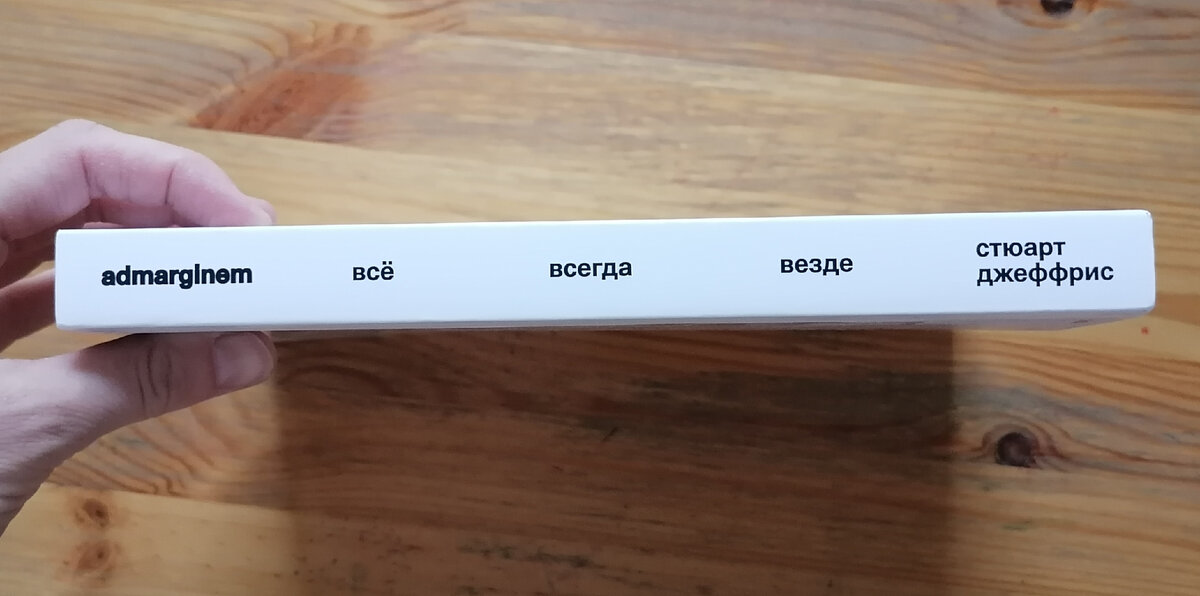 admarginem
всё
всегда
везде
стюарт
джеффрис